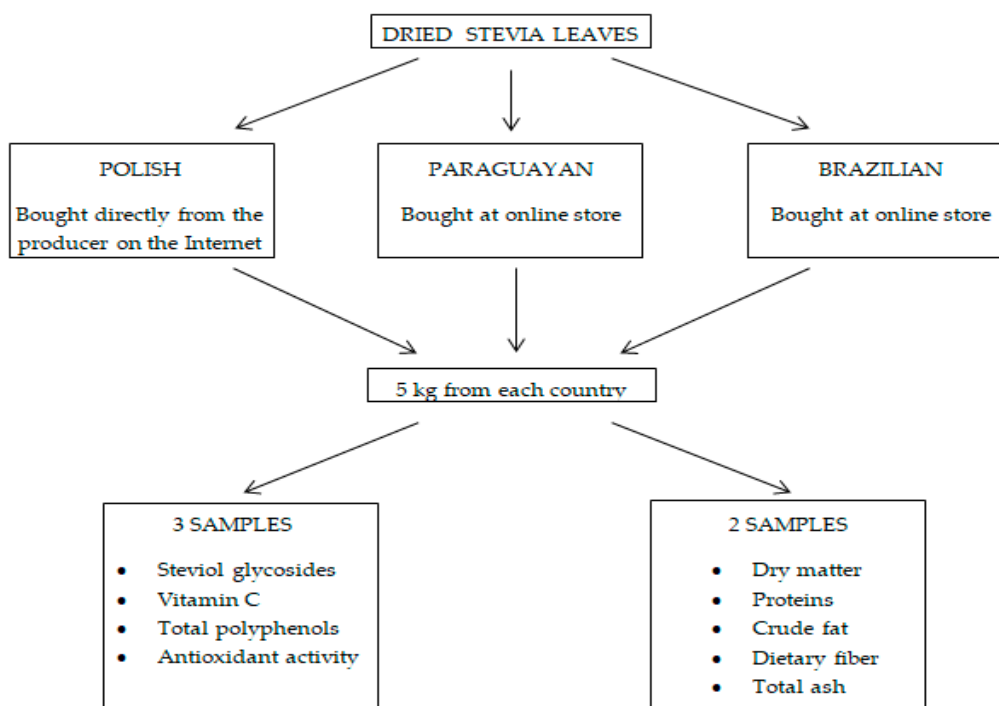 DRIED STEVIA LEAVES
POLISH
Bought directly from the
producer on the Internet
PARAGUAYAN
Bought at online store
BRAZILIAN
Bought at online store
5 kg from each country
3 SAMPLES
• Steviol glycosides
• Vitamin C
• Total polyphenols
• Antioxidant activity
2 SAMPLES
• Dry matter
• Proteins
• Crude fat
• Dietary fiber
• Total ash